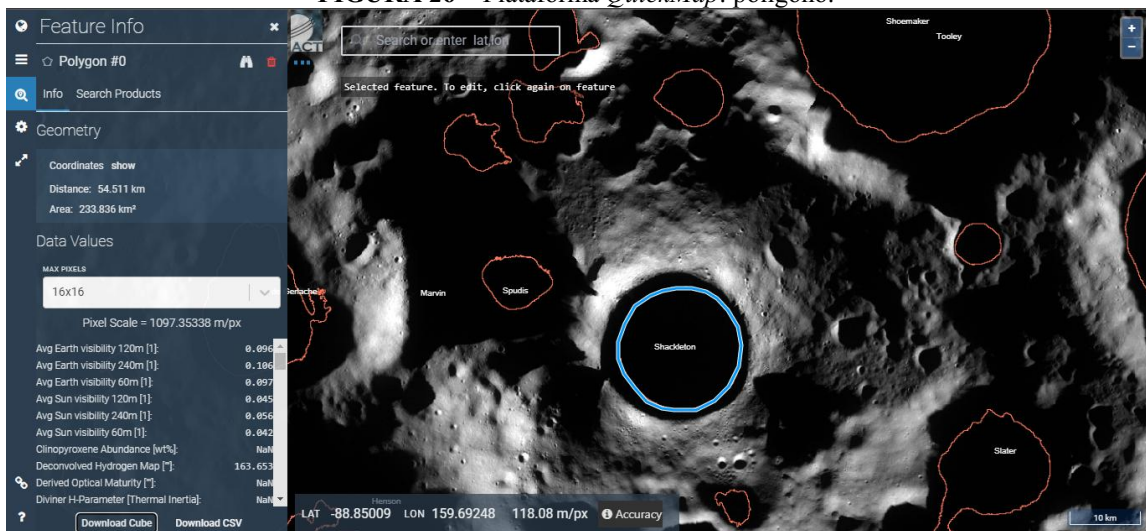 FIGURA 20 – Plataforma QuickMap: polígono.
Feature Info
Polygon #0
Info Search Products
Geometry
Coordinates show
Distance: 54.511 km
Area: 233.836 km²
Data Values
MAX PIXELS
16x16
Pixel Scale = 1097.35338 m/px
Avg Earth visibility 120m [1]: 0.096
Avg Earth visibility 240m [1]: 0.106
Avg Earth visibility 60m [1]: 0.097
Avg Sun visibility 120m [1]: 0.045
Avg Sun visibility 240m [1]: 0.056
Avg Sun visibility 60m [1]: 0.042
Clinopyroxene Abundance [wt%]: NaN
Deconvolved Hydrogen Map [""]: 163.653
Derived Optical Maturity [""]: NaN
Diviner H-Parameter [Thermal Inertia]: NaN
Download Cube Download CSV
?
ACT
Search or enter lat,lon
Selected feature. To edit, click again on feature
Shoemaker
Tooley
+
−
Marvin
Spudis
Shackleton
Slater
Henson
LAT -88.85009 LON 159.69248 118.08 m/px Accuracy
10 km